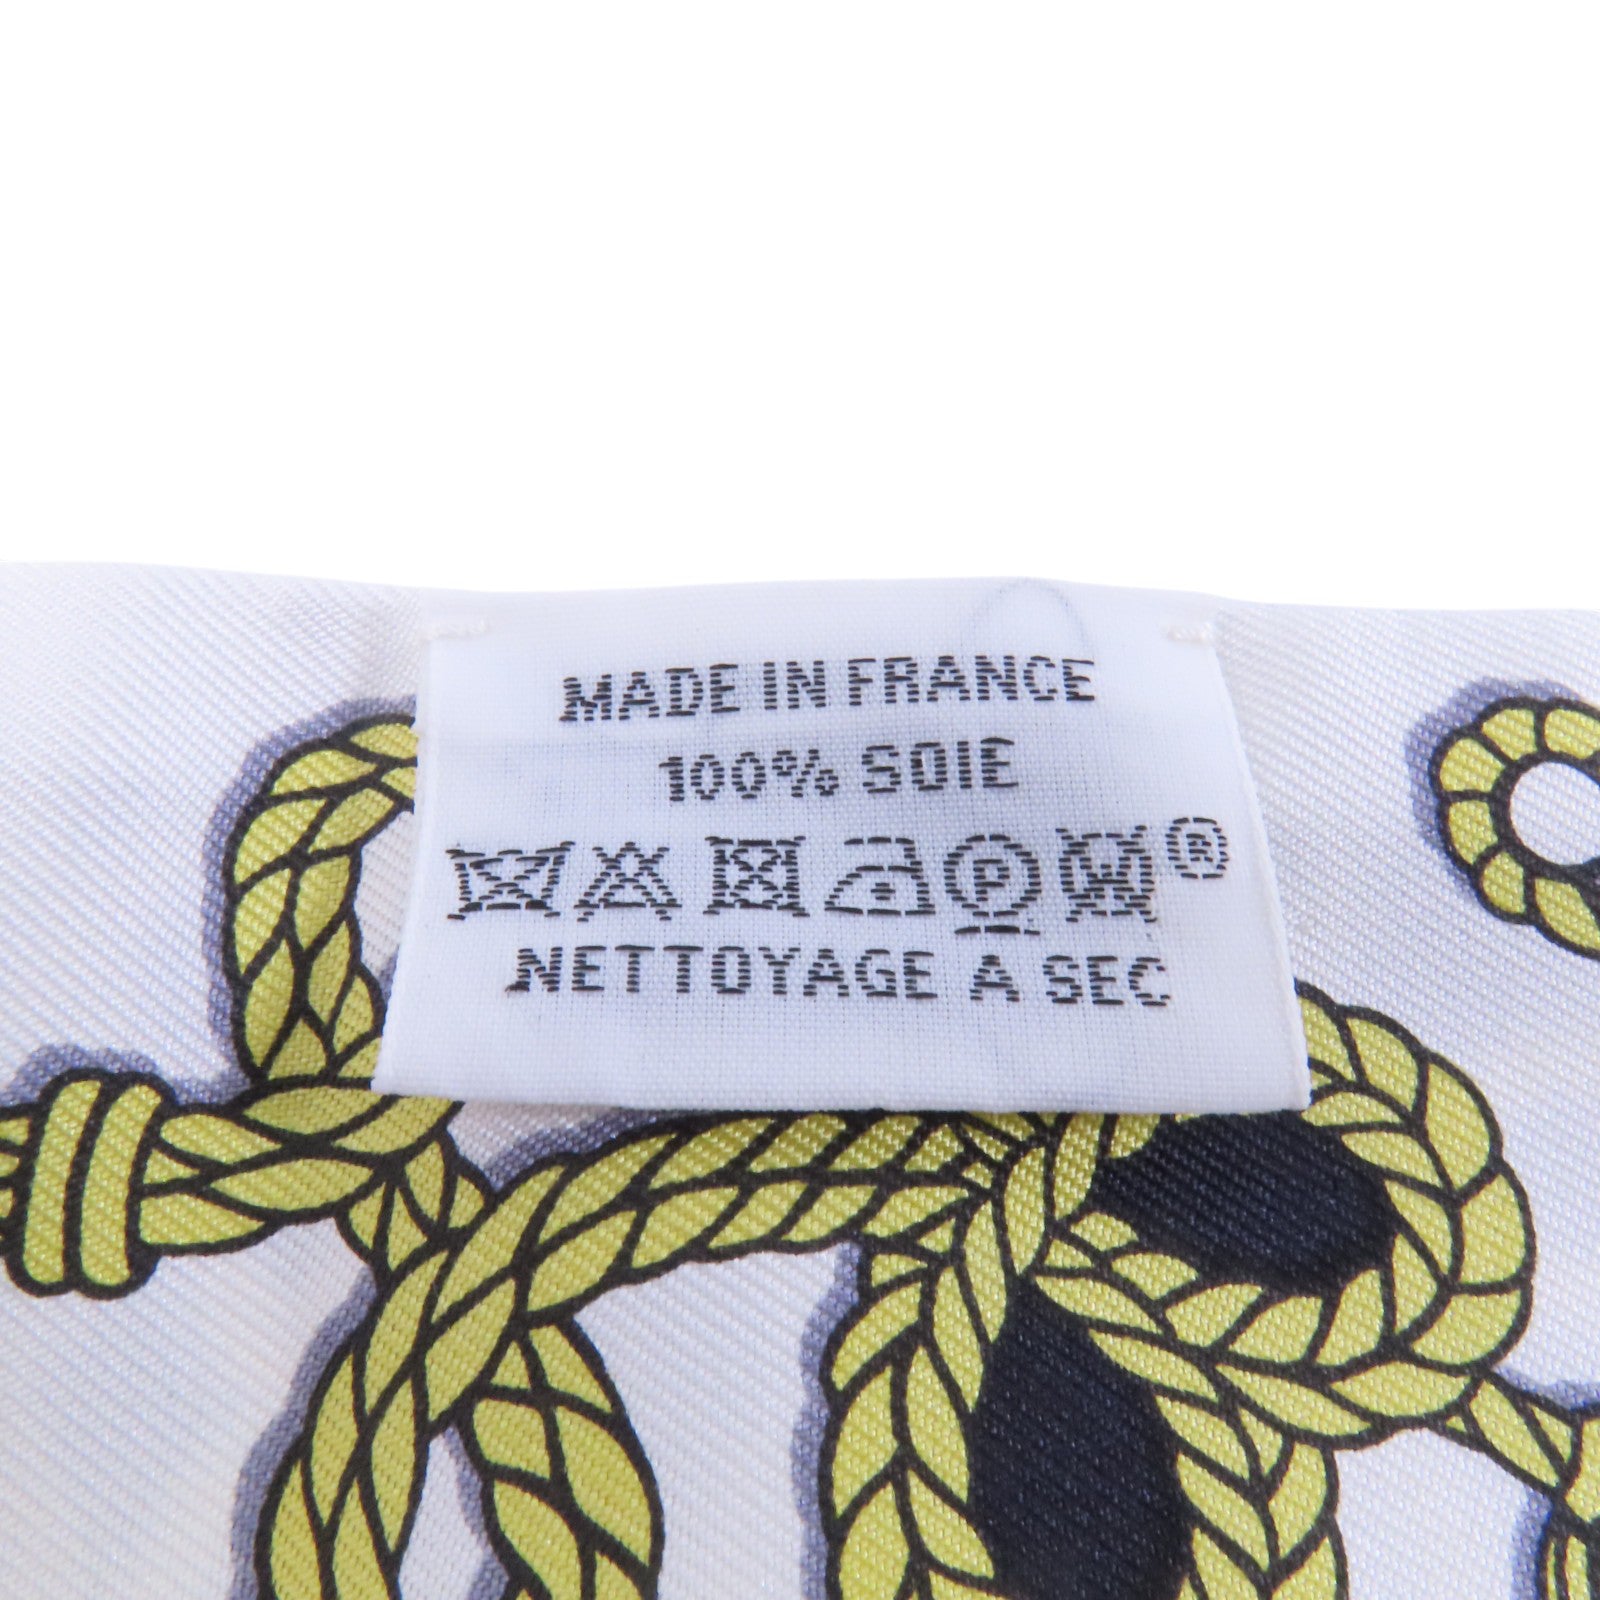 MADE IN FRANCE
100% SOIE
P ®
NETTOYAGE A SEC